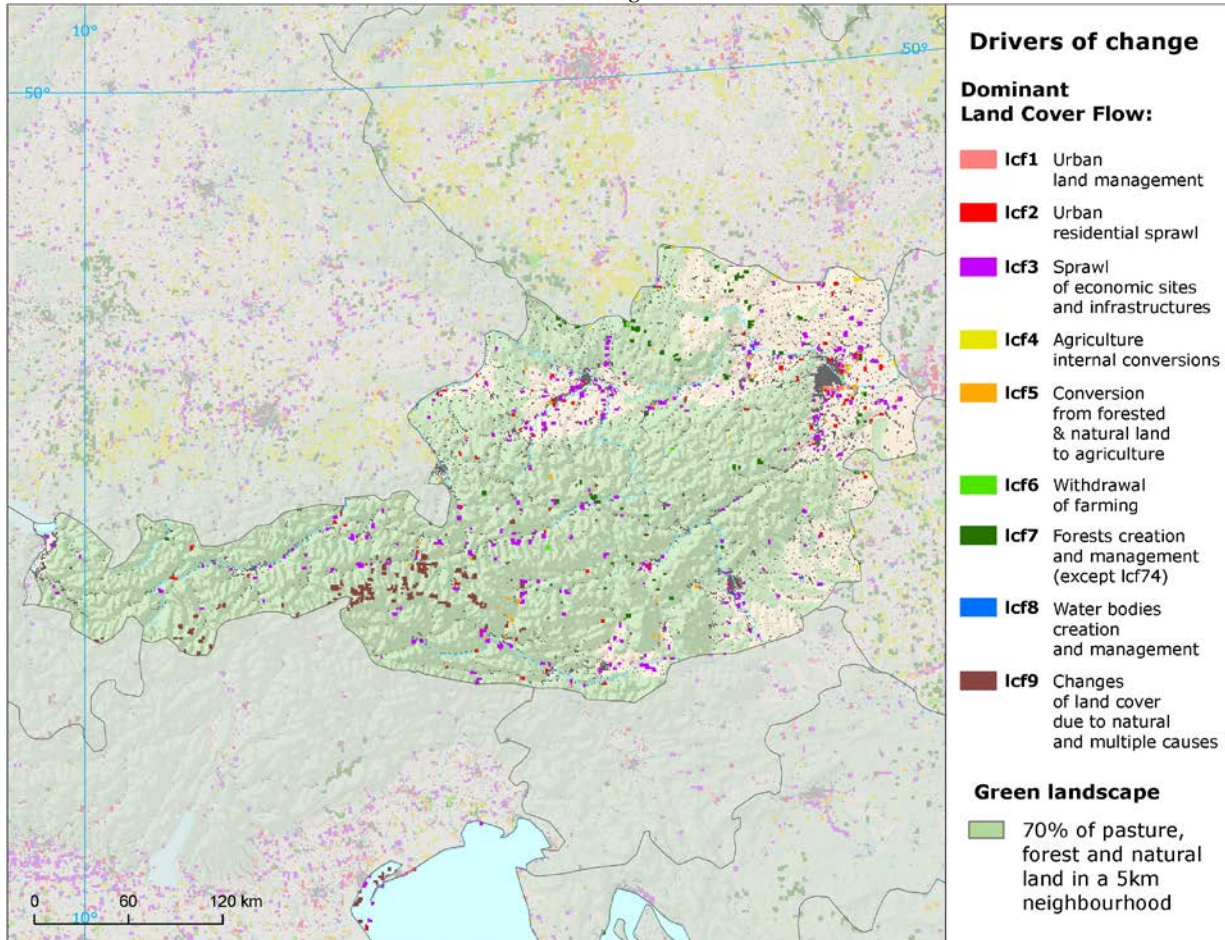 10°
50°
50°
10°
0 60 120 km
Drivers of change
Dominant
Land Cover Flow:
lcf1 Urban
land management
lcf2 Urban
residential sprawl
lcf3 Sprawl
of economic sites
and infrastructures
lcf4 Agriculture
internal conversions
lcf5 Conversion
from forested
& natural land
to agriculture
lcf6 Withdrawal
of farming
lcf7 Forests creation
and management
(except lcf74)
lcf8 Water bodies
creation
and management
lcf9 Changes
of land cover
due to natural
and multiple causes
Green landscape
70% of pasture,
forest and natural
land in a 5km
neighbourhood